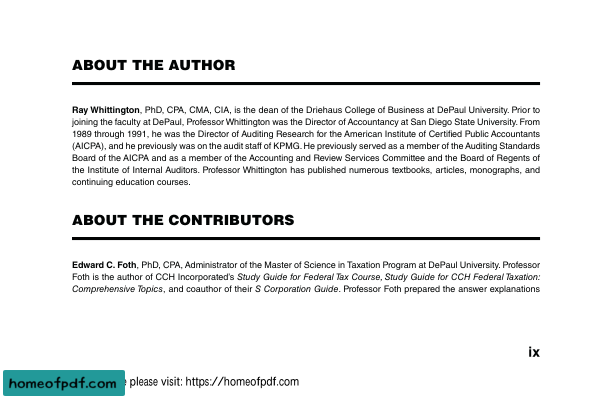 ABOUT THE AUTHOR
Ray Whittington, PhD, CPA, CMA, CIA, is the dean of the Driehaus College of Business at DePaul University. Prior to
joining the faculty at DePaul, Professor Whittington was the Director of Accountancy at San Diego State University. From
1989 through 1991, he was the Director of Auditing Research for the American Institute of Certified Public Accountants
(AICPA), and he previously was on the audit staff of KPMG. He previously served as a member of the Auditing Standards
Board of the AICPA and as a member of the Accounting and Review Services Committee and the Board of Regents of
the Institute of Internal Auditors. Professor Whittington has published numerous textbooks, articles, monographs, and
continuing education courses.
ABOUT THE CONTRIBUTORS
Edward C. Foth, PhD, CPA, Administrator of the Master of Science in Taxation Program at DePaul University. Professor
Foth is the author of CCH Incorporated's Study Guide for Federal Tax Course, Study Guide for CCH Federal Taxation:
Comprehensive Topics, and coauthor of their S Corporation Guide. Professor Foth prepared the answer explanations
ix
homeofpdf.com please visit: https://homeofpdf.com